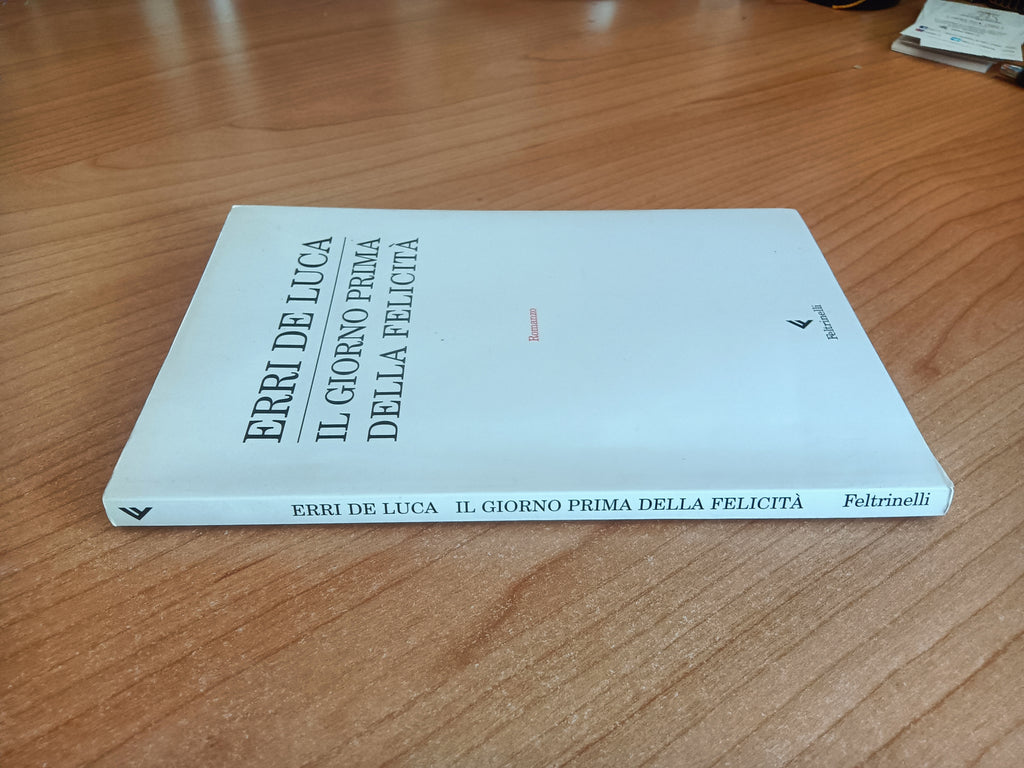 ERRI DE LUCA
IL GIORNO PRIMA
DELLA FELICITÀ
Romanzo
Feltrinelli
ERRI DE LUCA IL GIORNO PRIMA DELLA FELICITÀ Feltrinelli